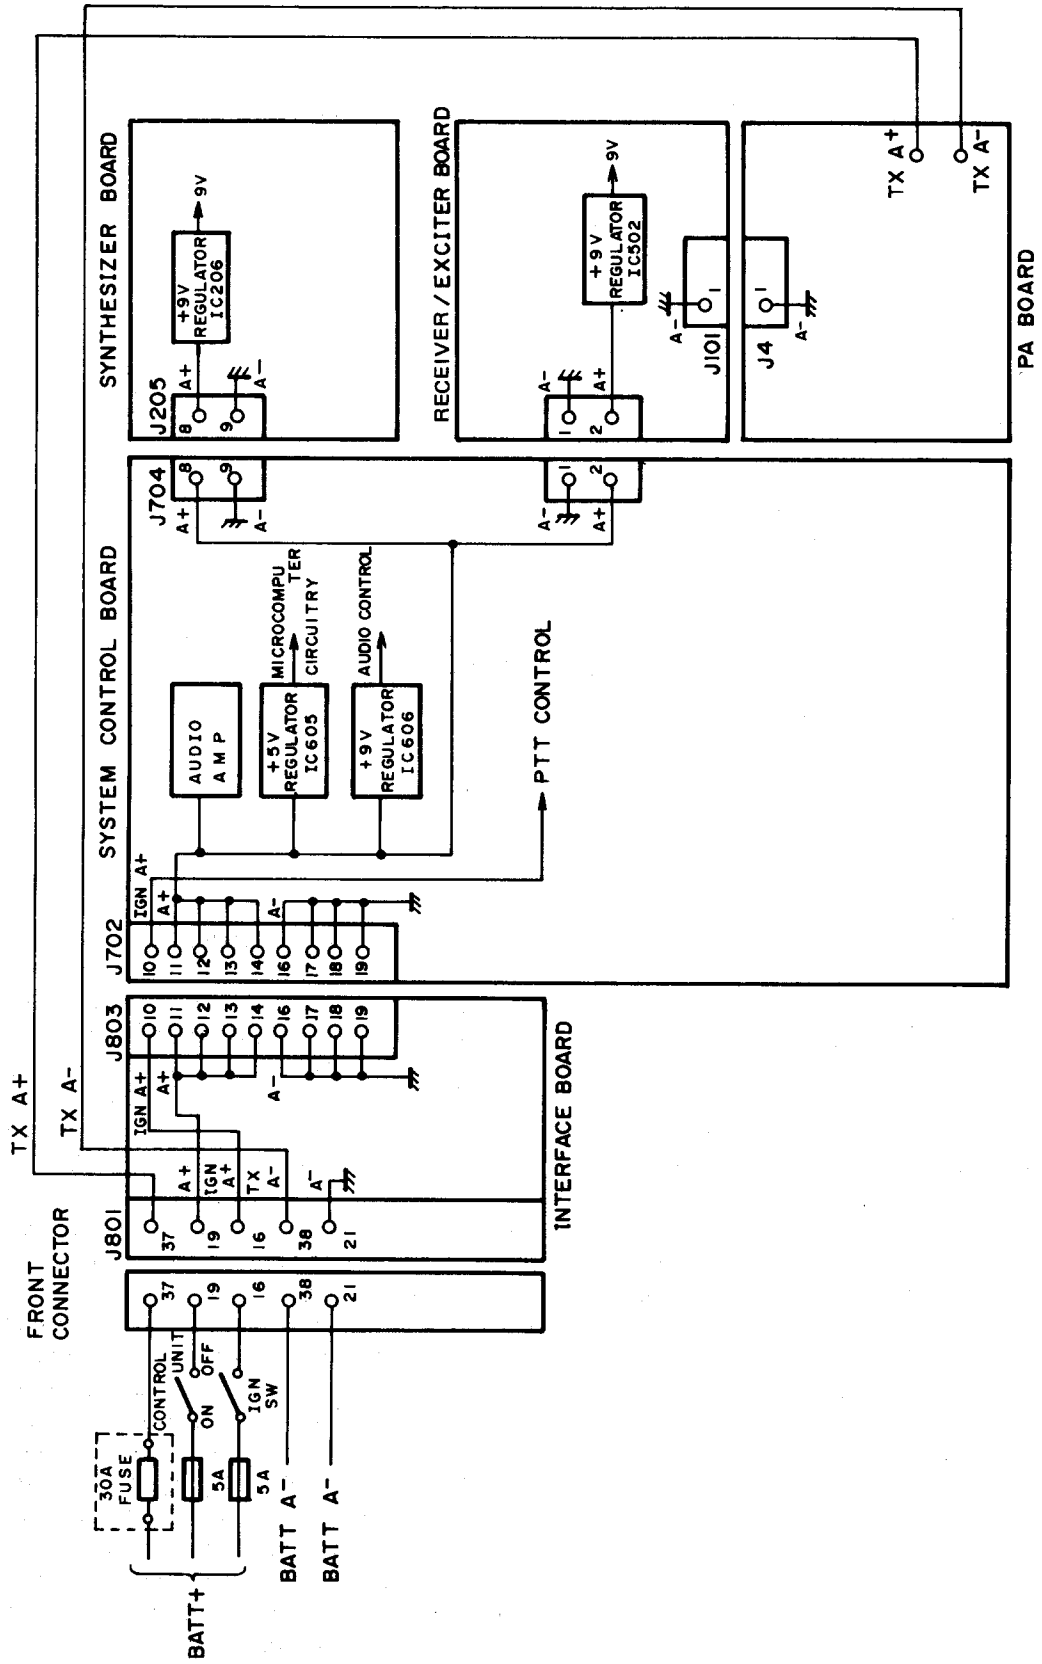 BATT+
BATT A-
BATT A-
30A
FUSE
5A
5A
CONTROL
UNIT
ON
OFF
IGN
SW
FRONT
CONNECTOR
37
19
16
38
21
J801
37
19
16
38
21
TX A+
TX A-
A+
IGN
A+
TX
A-
A-
IGN A+
A+
A-
J803
10
11
12
13
14
16
17
18
19
INTERFACE BOARD
J702
10
11
12
13
14
16
17
18
19
IGN A+
A+
A-
SYSTEM CONTROL BOARD
AUDIO
AMP
+5V
REGULATOR
IC605
MICROCOMPU
TER
CIRCUITRY
+9V
REGULATOR
IC606
AUDIO CONTROL
PTT CONTROL
J704
8
9
A+
A-
1
2
A-
A+
SYNTHESIZER BOARD
J205
8
9
A+
A-
+9V
REGULATOR
IC206
9V
RECEIVER/EXCITER BOARD
1
2
A-
A+
+9V
REGULATOR
IC502
9V
A-
1
J101
J4
1
A-
PA BOARD
TX A+
TX A-